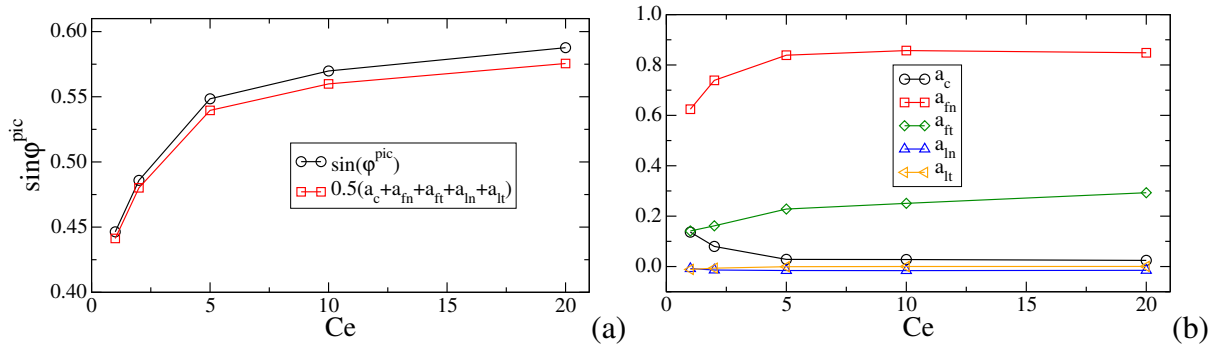 0.60
0.55
0.50
0.45
0.40
sinφ^pic
sin(φ^pic)
0.5(a_c+a_fn+a_ft+a_ln+a_lt)
0 5 10 15 20
Ce
(a)
1.0
0.8
0.6
0.4
0.2
0.0
a_c
a_fn
a_ft
a_ln
a_lt
0 5 10 15 20
Ce
(b)